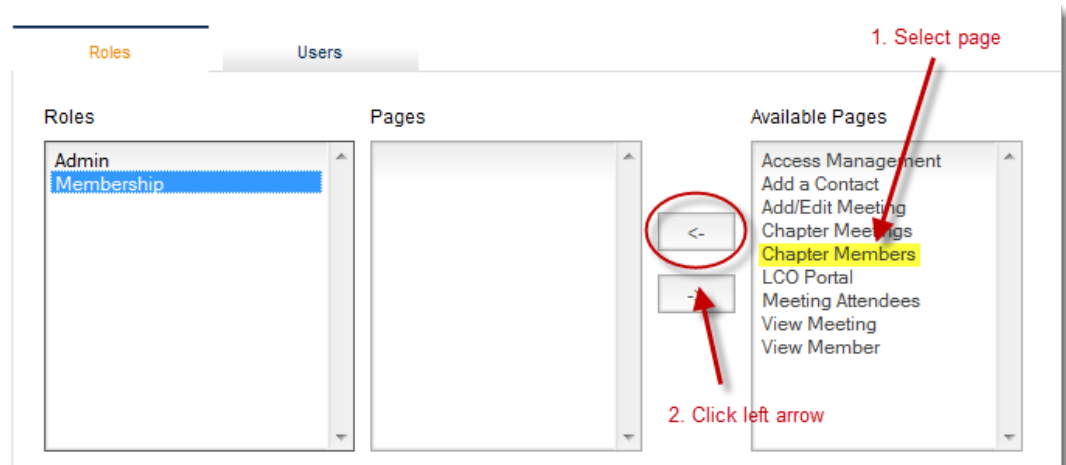 1. Select page
Roles
Users
Roles
Pages
Available Pages
Admin
Membership
<-
->
Access Management
Add a Contact
Add/Edit Meeting
Chapter Meetings
Chapter Members
LCO Portal
Meeting Attendees
View Meeting
View Member
2. Click left arrow